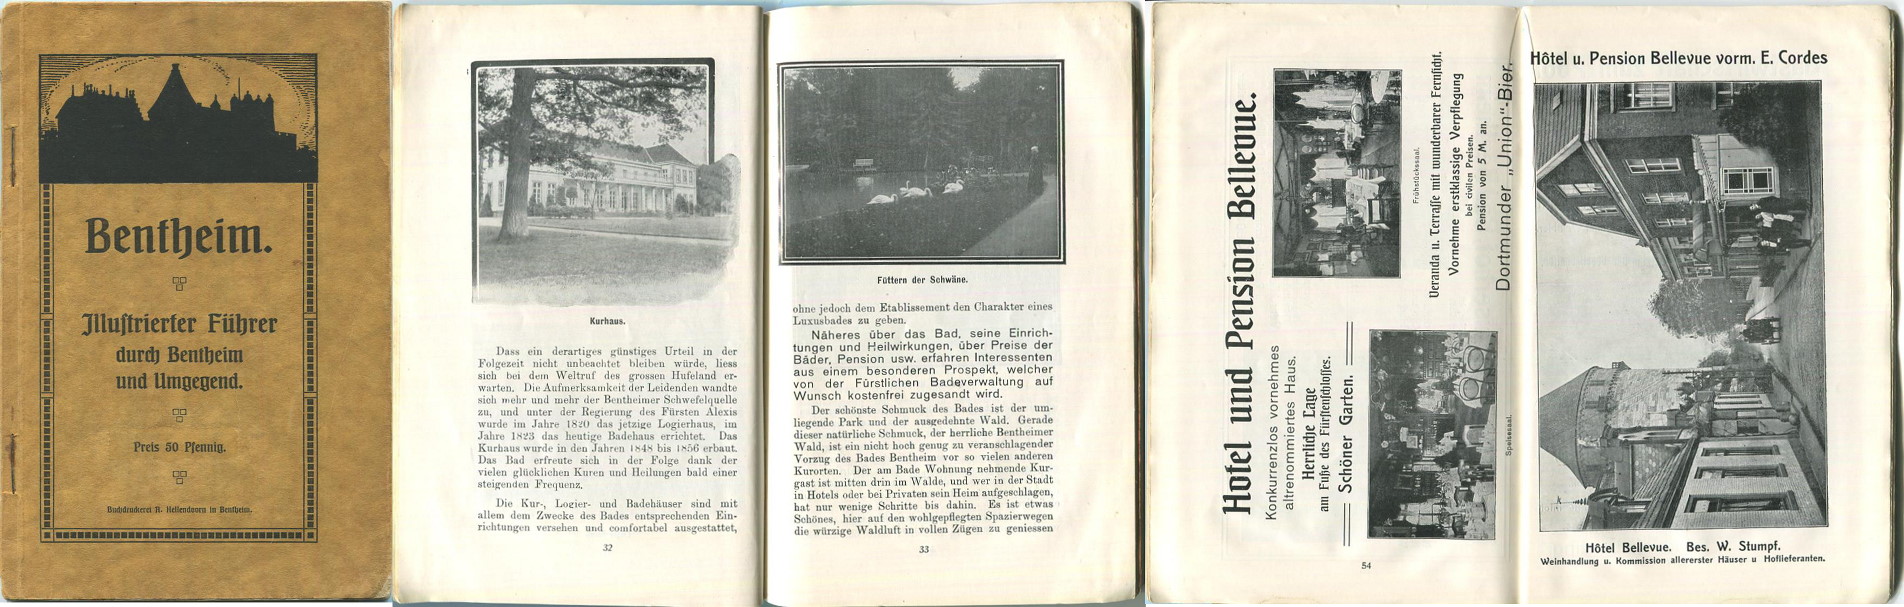 Bentheim.
Illustrierter Führer
durch Bentheim
und Umgegend.
Preis 50 Pfennig.
Buchdruckerei A. Hellendoorn in Bentheim.
Kurhaus.
Dass ein derartiges günstiges Urteil in der
Folgezeit nicht unbeachtet bleiben würde, liess
sich bei dem Weltruf des grossen Hufeland er-
warten. Die Aufmerksamkeit der Leidenden wandte
sich mehr und mehr der Bentheimer Schwefelquelle
zu, und unter der Regierung des Fürsten Alexis
wurde im Jahre 1820 das jetzige Logierhaus, im
Jahre 1823 das heutige Badehaus errichtet. Das
Kurhaus wurde in den Jahren 1848 bis 1856 erbaut.
Das Bad erfreute sich in der Folge dank der
vielen glücklichen Kuren und Heilungen bald einer
steigenden Frequenz.
Die Kur-, Logier- und Badehäuser sind mit
allem dem Zwecke des Bades entsprechenden Ein-
richtungen versehen und comfortabel ausgestattet,
32
Füttern der Schwäne.
ohne jedoch dem Etablissement den Charakter eines
Luxusbades zu geben.
Näheres über das Bad, seine Einrich-
tungen und Heilwirkungen, über Preise der
Bäder, Pension usw. erfahren Interessenten
aus einem besonderen Prospekt, welcher
von der Fürstlichen Badeverwaltung auf
Wunsch kostenfrei zugesandt wird.
Der schönste Schmuck des Bades ist der um-
liegende Park und der ausgedehnte Wald. Gerade
dieser natürliche Schmuck, der herrliche Bentheimer
Wald, ist ein nicht hoch genug zu veranschlagender
Vorzug des Bades Bentheim vor so vielen anderen
Kurorten. Der am Bade Wohnung nehmende Kur-
gast ist mitten drin im Walde, und wer in der Stadt
in Hotels oder bei Privaten sein Heim aufgeschlagen,
hat nur wenige Schritte bis dahin. Es ist etwas
Schönes, hier auf den wohlgepflegten Spazierwegen
die würzige Waldluft in vollen Zügen zu geniessen
33
Hotel und Pension Bellevue.
Konkurrenzlos vornehmes
altrenommiertes Haus.
Herrliche Lage
am Fuße des Fürstenschlosses.
Schöner Garten.
Speisesaal.
Frühstückssaal.
Veranda u. Terrasse mit wunderbarer Fernsicht.
Vornehme erstklassige Verpflegung
bei civilen Preisen.
Pension von 5 M. an.
Dortmunder „Union“-Bier.
54
Hôtel u. Pension Bellevue vorm. E. Cordes
Hôtel Bellevue. Bes. W. Stumpf.
Weinhandlung u. Kommission allererster Häuser u Hoflieferanten.